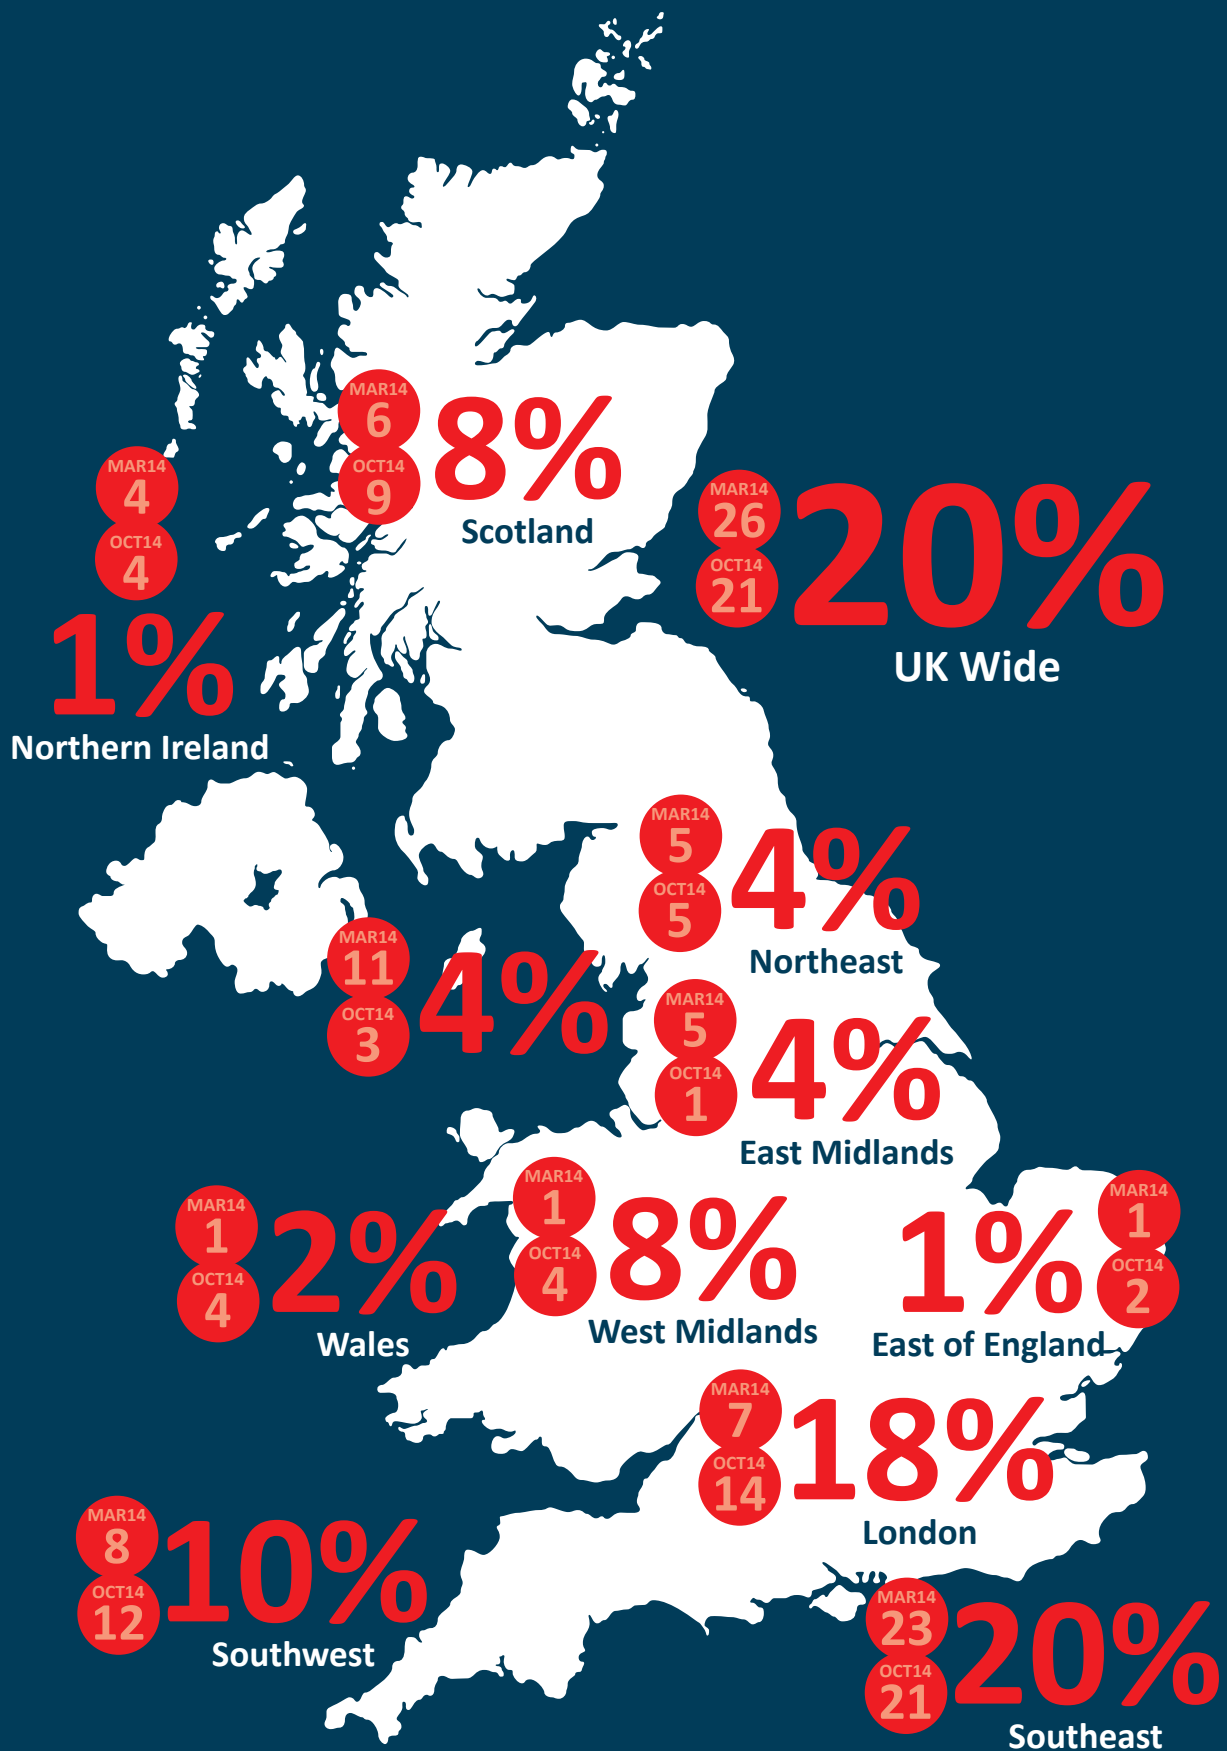 MAR14
6
OCT14
9
8%
Scotland
MAR14
4
OCT14
4
1%
Northern Ireland
MAR14
26
OCT14
21
20%
UK Wide
MAR14
5
OCT14
5
4%
Northeast
MAR14
11
OCT14
3
4%
MAR14
5
OCT14
1
4%
East Midlands
MAR14
1
OCT14
4
2%
Wales
MAR14
1
OCT14
4
8%
West Midlands
1%
MAR14
1
OCT14
2
East of England
MAR14
7
OCT14
14
18%
London
MAR14
8
OCT14
12
10%
Southwest
MAR14
23
OCT14
21
20%
Southeast